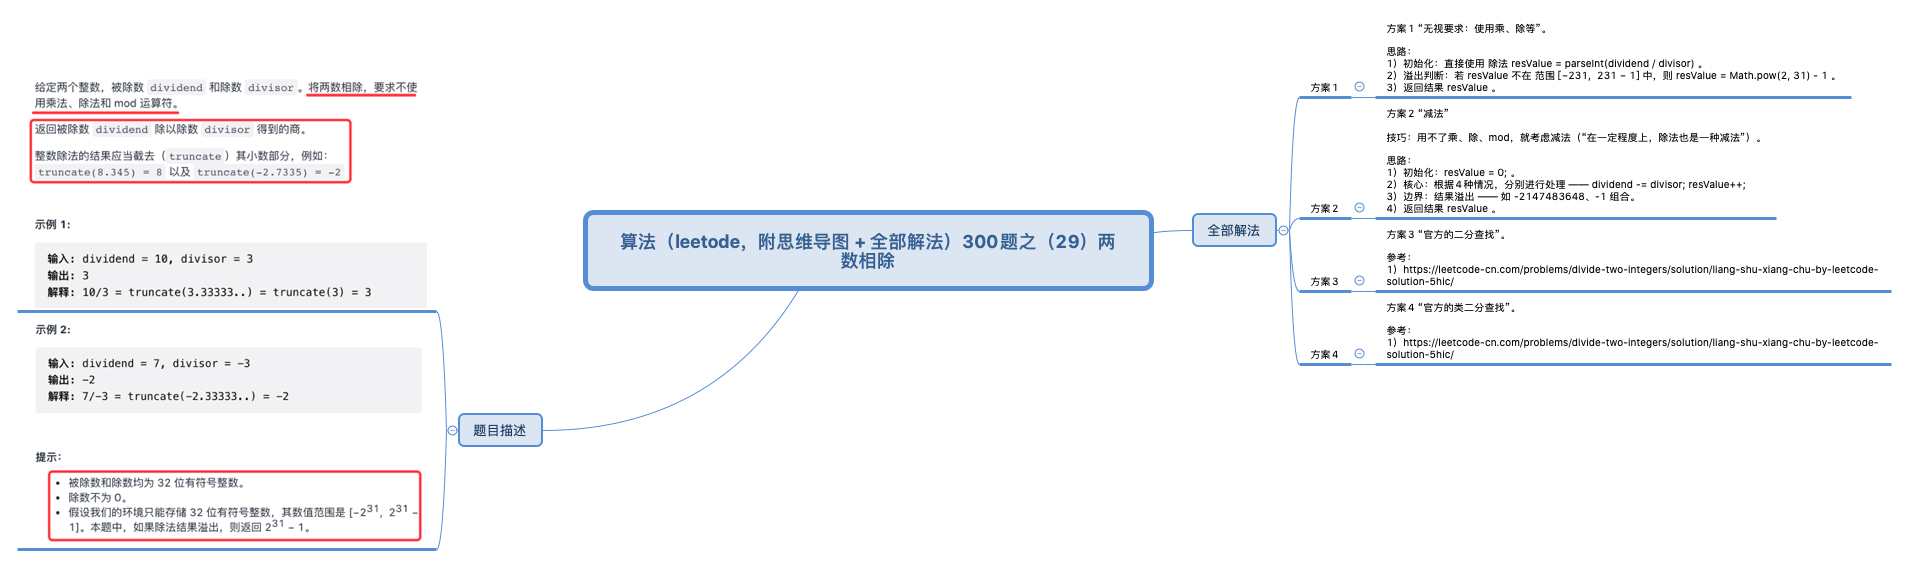 给定两个整数，被除数 dividend 和除数 divisor。将两数相除，要求不使
用乘法、除法和 mod 运算符。
返回被除数 dividend 除以除数 divisor 得到的商。
整数除法的结果应当截去（truncate）其小数部分，例如：
truncate(8.345) = 8 以及 truncate(-2.7335) = -2
示例 1:
输入: dividend = 10, divisor = 3
输出: 3
解释: 10/3 = truncate(3.33333..) = truncate(3) = 3
示例 2:
输入: dividend = 7, divisor = -3
输出: -2
解释: 7/-3 = truncate(-2.33333..) = -2
提示：
• 被除数和除数均为 32 位有符号整数。
• 除数不为 0。
• 假设我们的环境只能存储 32 位有符号整数，其数值范围是 [−2³¹, 2³¹ −
1]。本题中，如果除法结果溢出，则返回 2³¹ − 1。
题目描述
算法（leetode，附思维导图 + 全部解法）300题之（29）两
数相除
全部解法
方案 1
方案 1 “无视要求：使用乘、除等”。
思路：
1）初始化：直接使用 除法 resValue = parseInt(dividend / divisor) 。
2）溢出判断：若 resValue 不在 范围 [−231, 231 − 1] 中，则 resValue = Math.pow(2, 31) - 1 。
3）返回结果 resValue 。
方案 2
方案 2 “减法”
技巧：用不了乘、除、mod，就考虑减法（“在一定程度上，除法也是一种减法”）。
思路：
1）初始化：resValue = 0; 。
2）核心：根据 4 种情况，分别进行处理 —— dividend -= divisor; resValue++;
3）边界：结果溢出 —— 如 -2147483648、-1 组合。
4）返回结果 resValue 。
方案 3
方案 3 “官方的二分查找”。
参考：
1）https://leetcode-cn.com/problems/divide-two-integers/solution/liang-shu-xiang-chu-by-leetcode-
solution-5hic/
方案 4
方案 4 “官方的类二分查找”。
参考：
1）https://leetcode-cn.com/problems/divide-two-integers/solution/liang-shu-xiang-chu-by-leetcode-
solution-5hic/